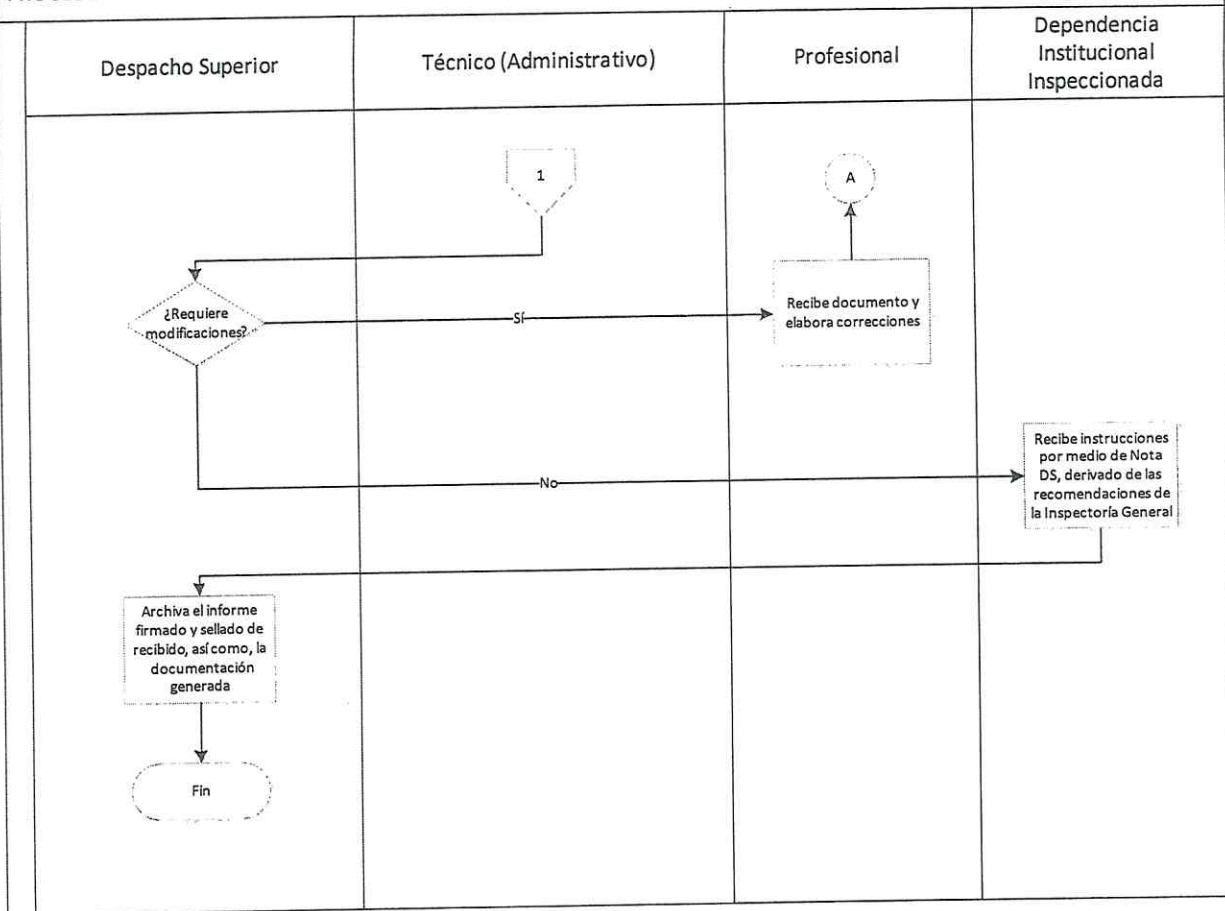 Despacho Superior
Técnico (Administrativo)
Profesional
Dependencia
Institucional
Inspeccionada
1
A
¿Requiere
modificaciones?
Sí
Recibe documento y
elabora correcciones
No
Recibe instrucciones
por medio de Nota
DS, derivado de las
recomendaciones de
la Inspectoría General
Archiva el informe
firmado y sellado de
recibido, así como, la
documentación
generada
Fin